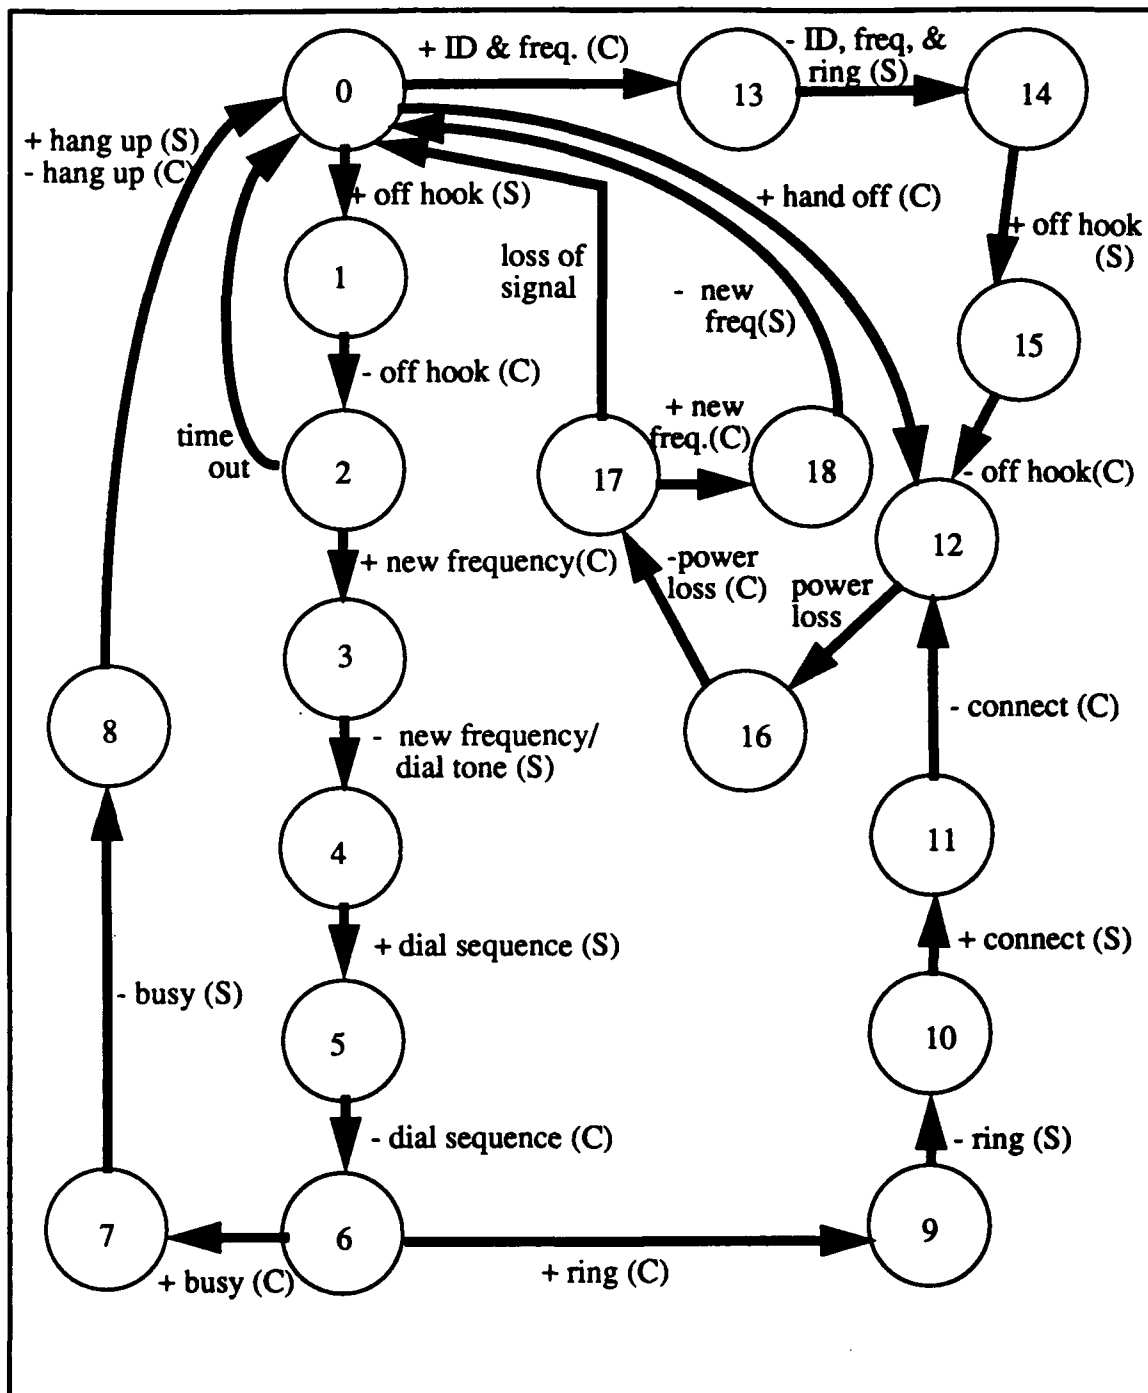 + ID & freq. (C)
- ID, freq, &
ring (S)
0
13
14
+ hang up (S)
- hang up (C)
+ off hook (S)
+ hand off (C)
+ off hook
(S)
1
loss of
signal
- new
freq(S)
15
- off hook (C)
time
out
2
+ new
freq.(C)
17
18
- off hook(C)
12
+ new frequency(C)
-power
loss (C)
power
loss
3
8
16
- connect (C)
- new frequency/
dial tone (S)
4
11
+ dial sequence (S)
+ connect (S)
- busy (S)
5
10
- dial sequence (C)
- ring (S)
7
6
9
+ busy (C)
+ ring (C)